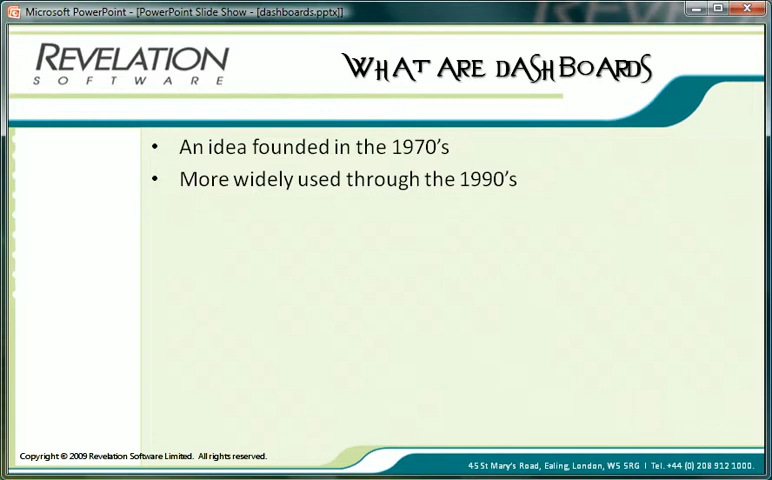 Microsoft PowerPoint - [PowerPoint Slide Show - [dashboards.pptx]]
REVELATION
SOFTWARE
WHAT ARE DASHBOARDS
• An idea founded in the 1970's
• More widely used through the 1990's
Copyright © 2009 Revelation Software Limited. All rights reserved.
45 St Mary's Road, Ealing, London, W5 5RG I Tel. +44 (0) 208 912 1000.